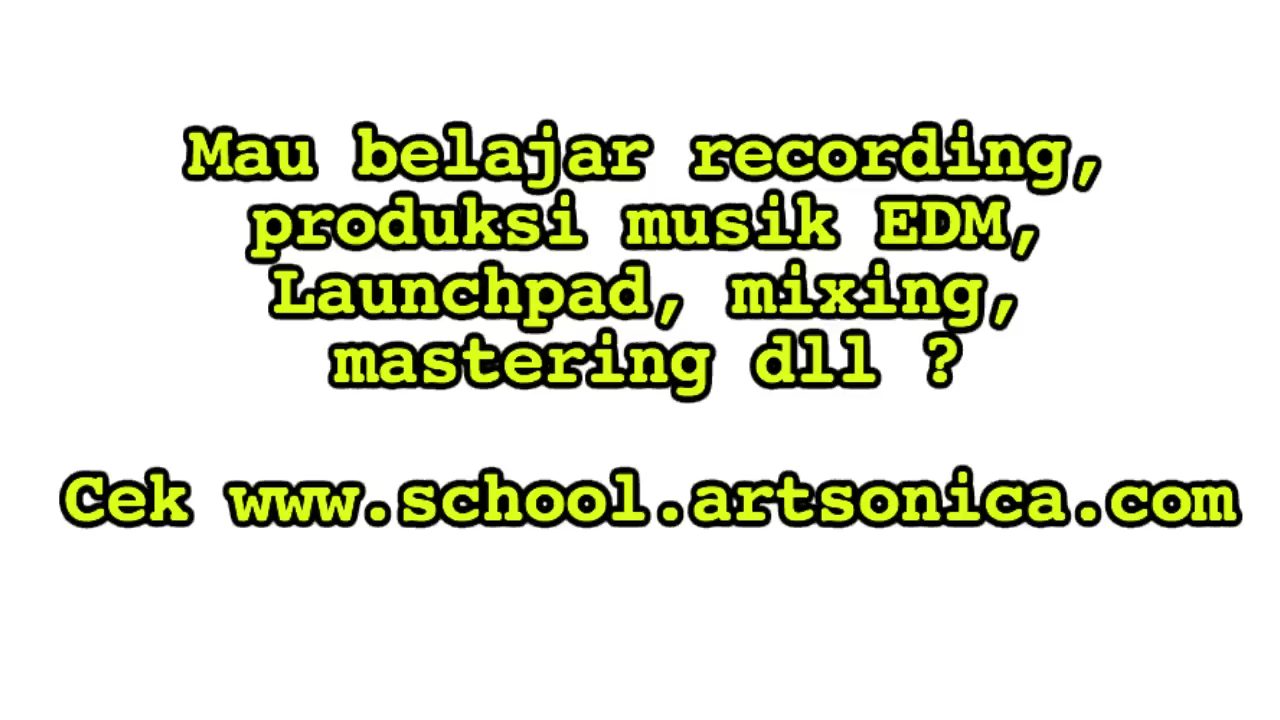 Mau belajar recording,
produksi musik EDM,
Launchpad, mixing,
mastering dll ?
Cek www.school.artsonica.com